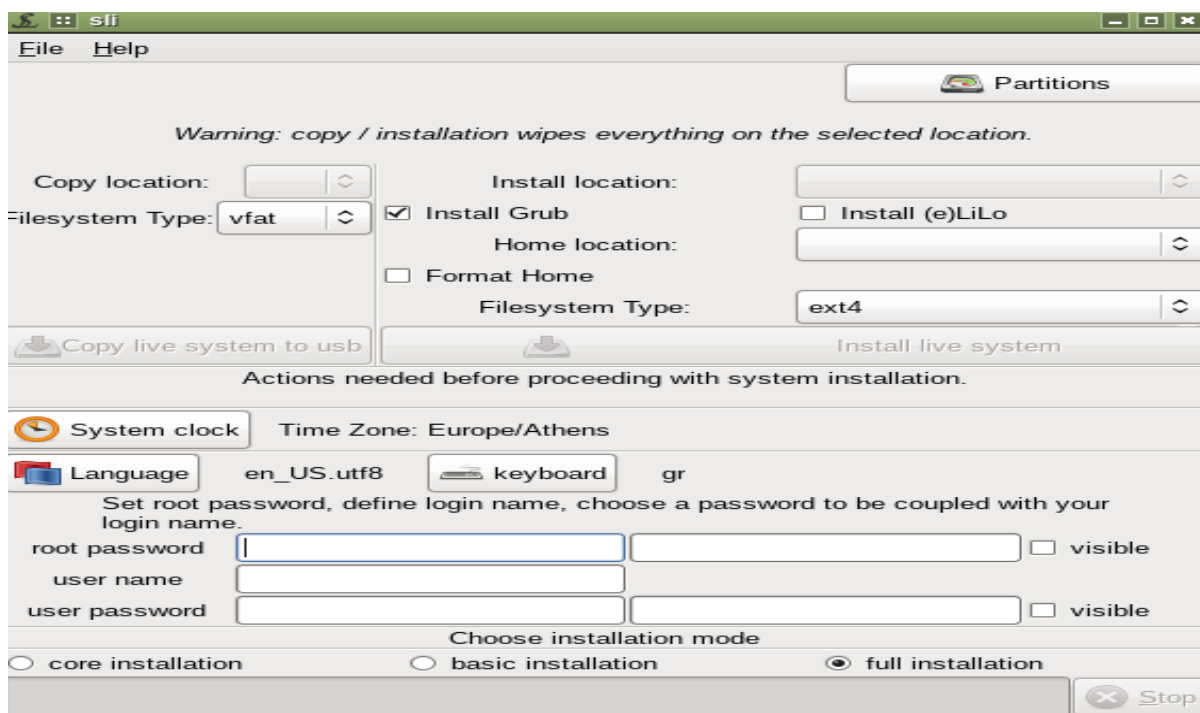 sli
File Help
Partitions
Warning: copy / installation wipes everything on the selected location.
Copy location:
Filesystem Type: vfat
Install location:
Install Grub
Install (e)LiLo
Home location:
Format Home
Filesystem Type: ext4
Copy live system to usb
Install live system
Actions needed before proceeding with system installation.
System clock Time Zone: Europe/Athens
Language en_US.utf8 keyboard gr
Set root password, define login name, choose a password to be coupled with your
login name.
root password visible
user name
user password visible
Choose installation mode
core installation basic installation full installation
Stop